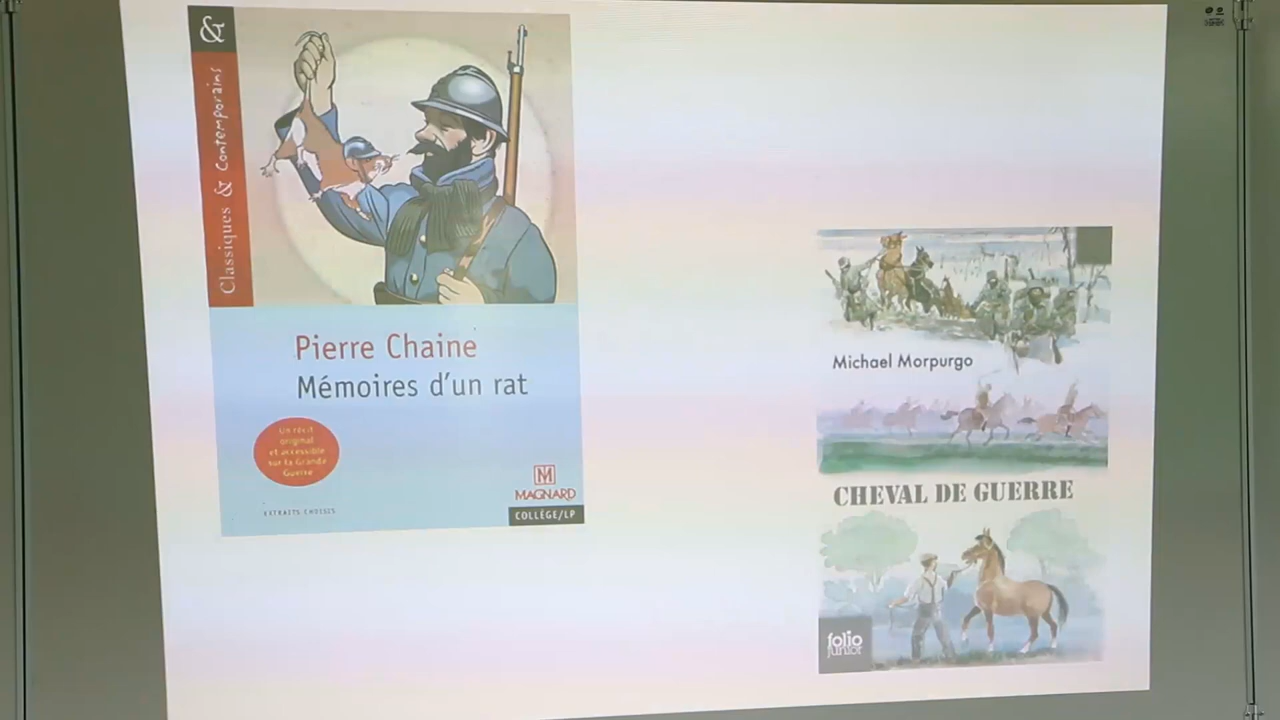 &
Classiques & Contemporains
Pierre Chaine
Mémoires d'un rat
Un récit
original
et accessible
sur la Grande
Guerre
EXTRAITS CHOISIS
M
MAGNARD
COLLÈGE/LP
Michael Morpurgo
CHEVAL DE GUERRE
folio
junior